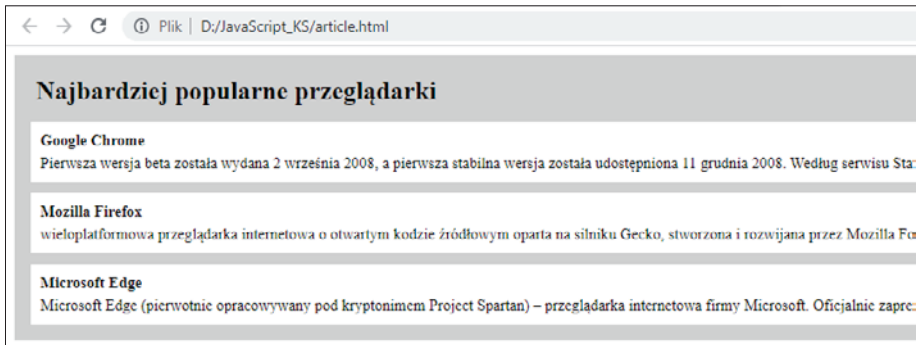 Plik | D:/JavaScript_KS/article.html
Najbardziej popularne przeglądarki
Google Chrome
Pierwsza wersja beta została wydana 2 września 2008, a pierwsza stabilna wersja została udostępniona 11 grudnia 2008. Według serwisu
Mozilla Firefox
wieloplatformowa przeglądarka internetowa o otwartym kodzie źródłowym oparta na silniku Gecko, stworzona i rozwijana przez Mozilla
Microsoft Edge
Microsoft Edge (pierwotnie opracowywany pod kryptonimem Project Spartan) – przeglądarka internetowa firmy Microsoft. Oficjalnie